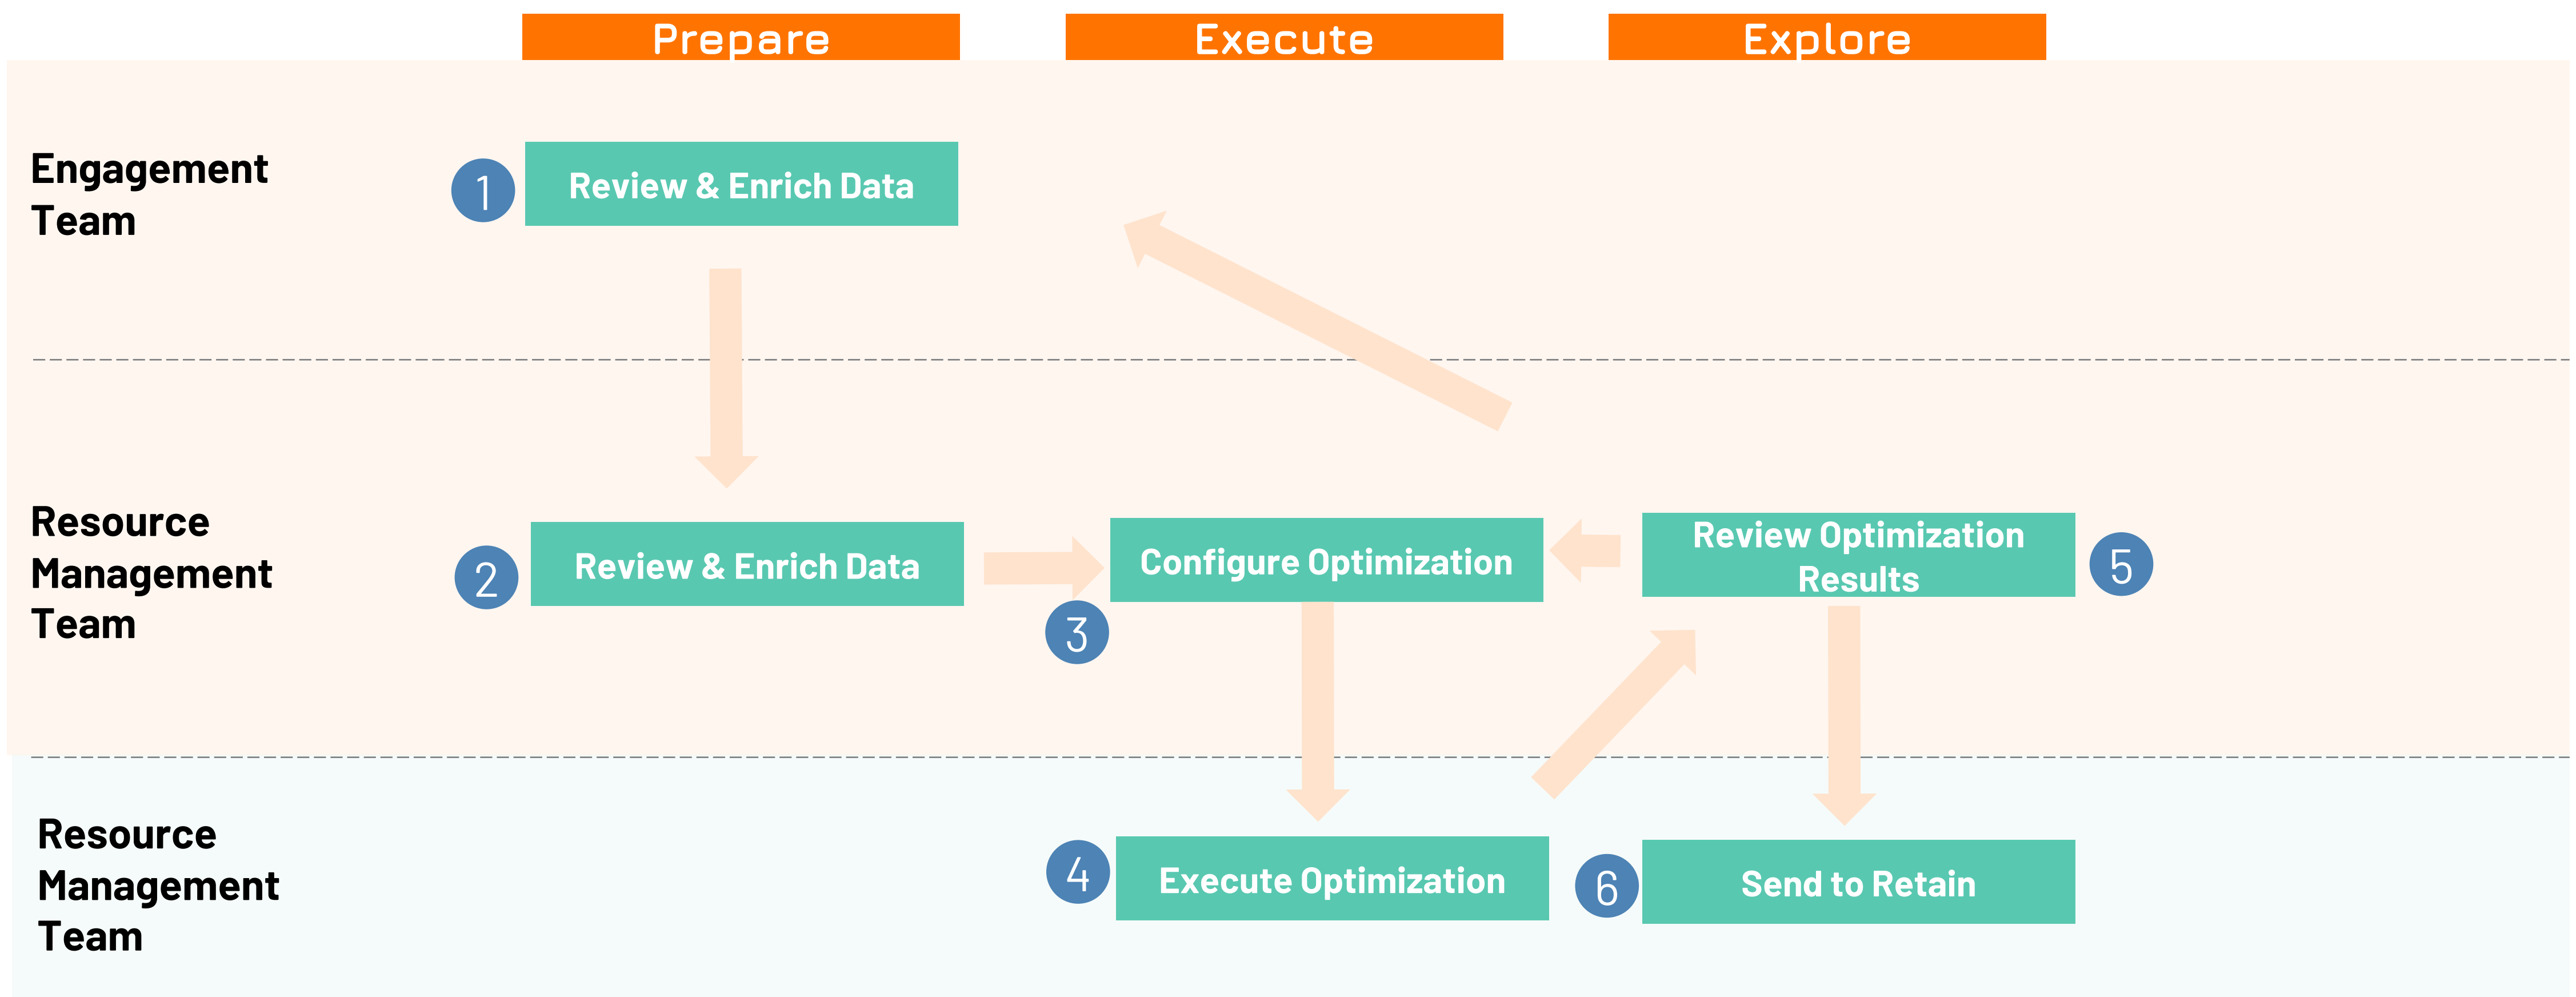 Prepare
Execute
Explore
Engagement
Team
1
Review & Enrich Data
Resource
Management
Team
2
Review & Enrich Data
3
Configure Optimization
Review Optimization
Results
5
Resource
Management
Team
4
Execute Optimization
6
Send to Retain